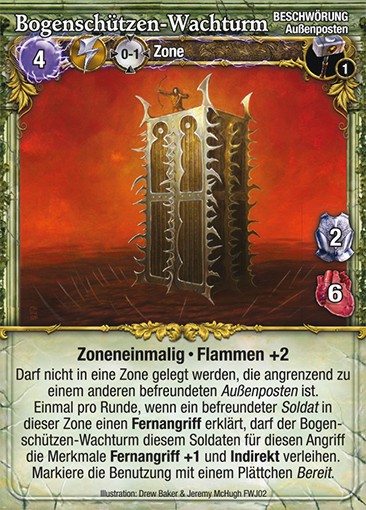 Bogenschützen-Wachturm
BESCHWÖRUNG
Außenposten
4
0-1
Zone
1
2
6
Zoneneinmalig • Flammen +2
Darf nicht in eine Zone gelegt werden, die angrenzend zu
einem anderen befreundeten Außenposten ist.
Einmal pro Runde, wenn ein befreundeter Soldat in
dieser Zone einen Fernangriff erklärt, darf der Bogen-
schützen-Wachturm diesem Soldaten für diesen Angriff
die Merkmale Fernangriff +1 und Indirekt verleihen.
Markiere die Benutzung mit einem Plättchen Bereit.
Illustration: Drew Baker & Jeremy McHugh FWJ02